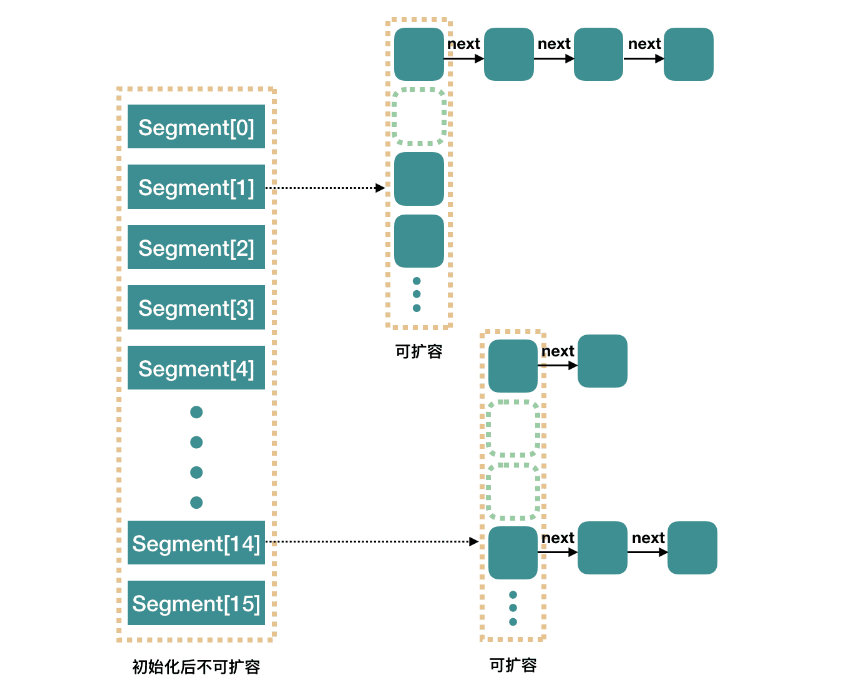 next next next
Segment[0]
Segment[1]
Segment[2]
Segment[3]
Segment[4]
可扩容
next
Segment[14]
next next
Segment[15]
初始化后不可扩容
可扩容